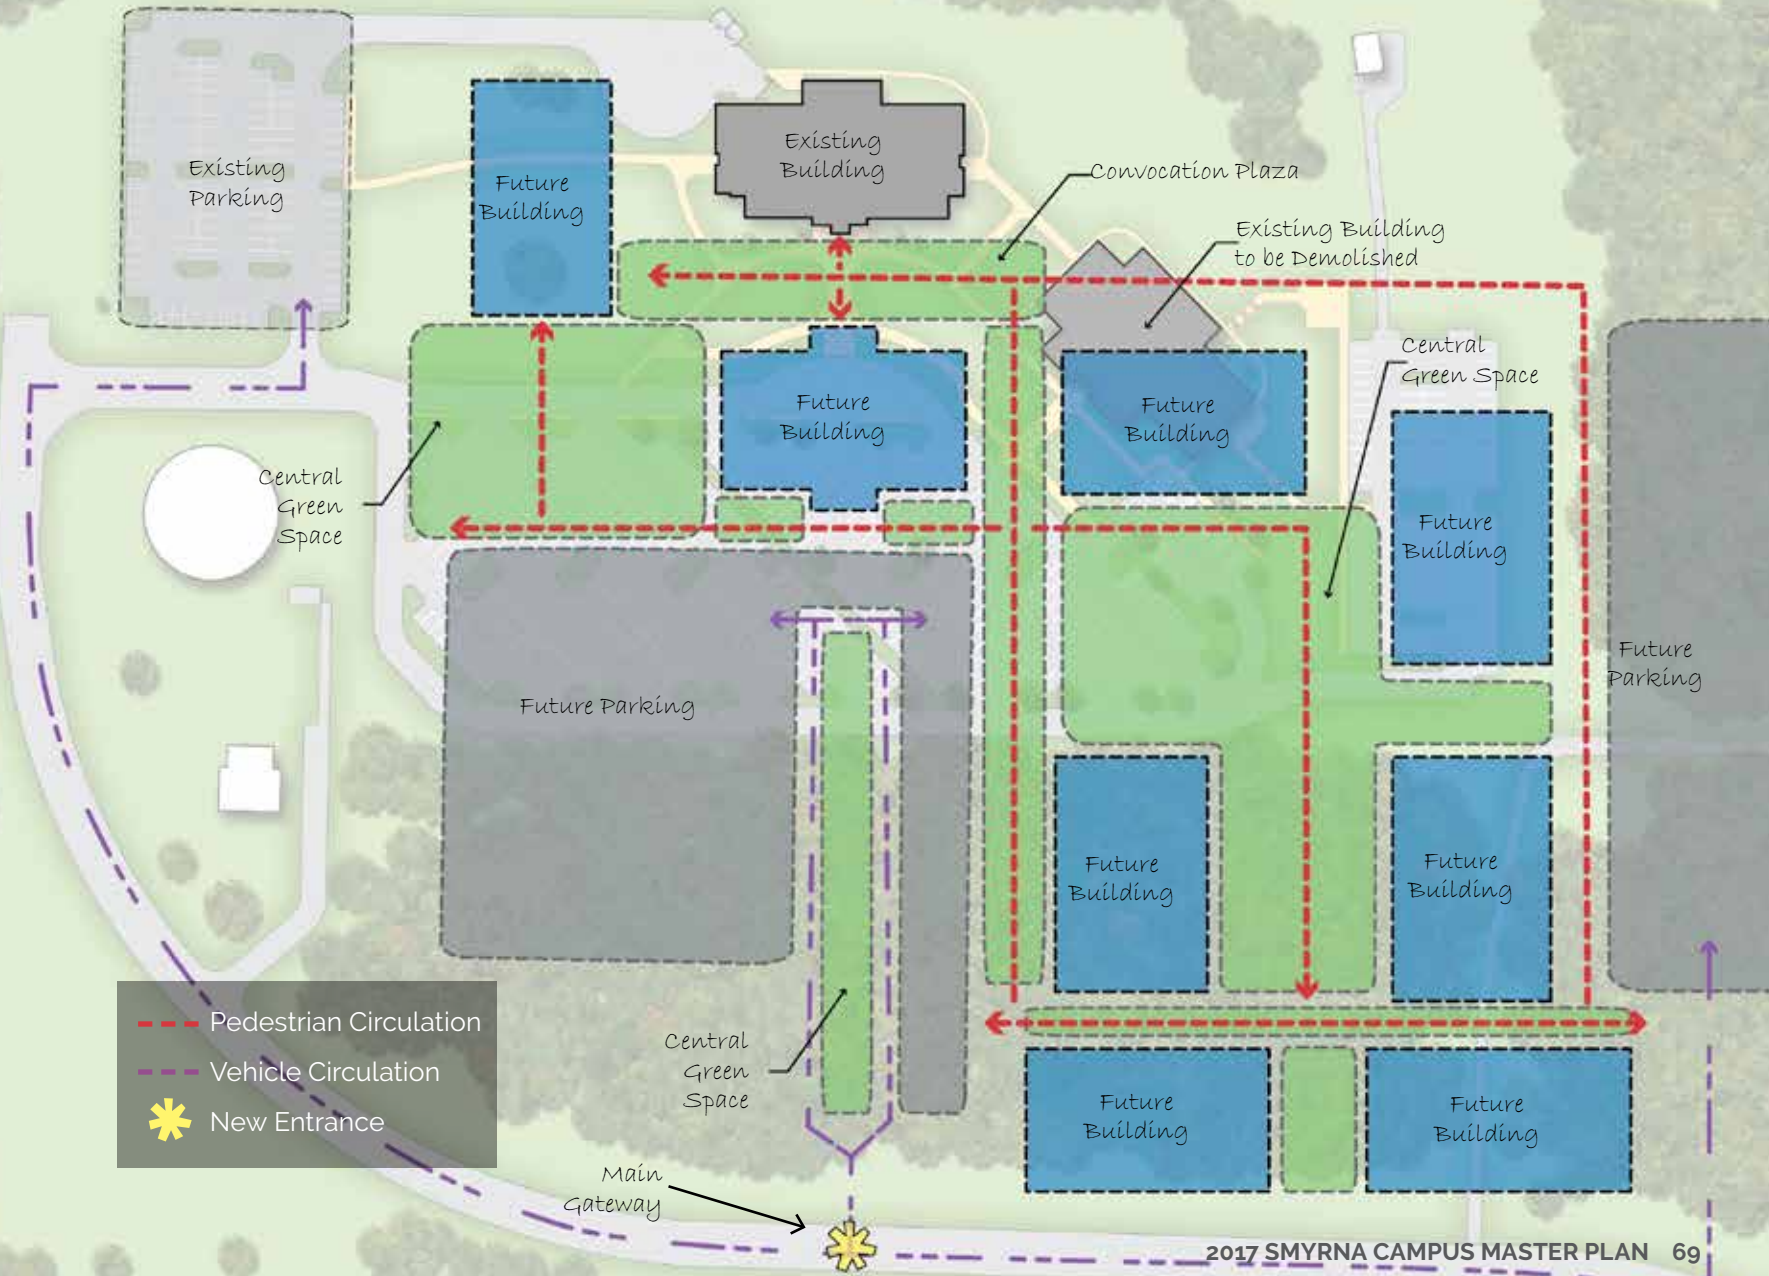 Existing
Parking
Future
Building
Existing
Building
Convocation Plaza
Existing Building
to be Demolished
Central
Green Space
Future
Building
Future
Building
Central
Green
Space
Future
Building
Future
Parking
Future Parking
Future
Building
Future
Building
Central
Green
Space
Pedestrian Circulation
Vehicle Circulation
New Entrance
Future
Building
Future
Building
Main
Gateway
2017 SMYRNA CAMPUS MASTER PLAN 69